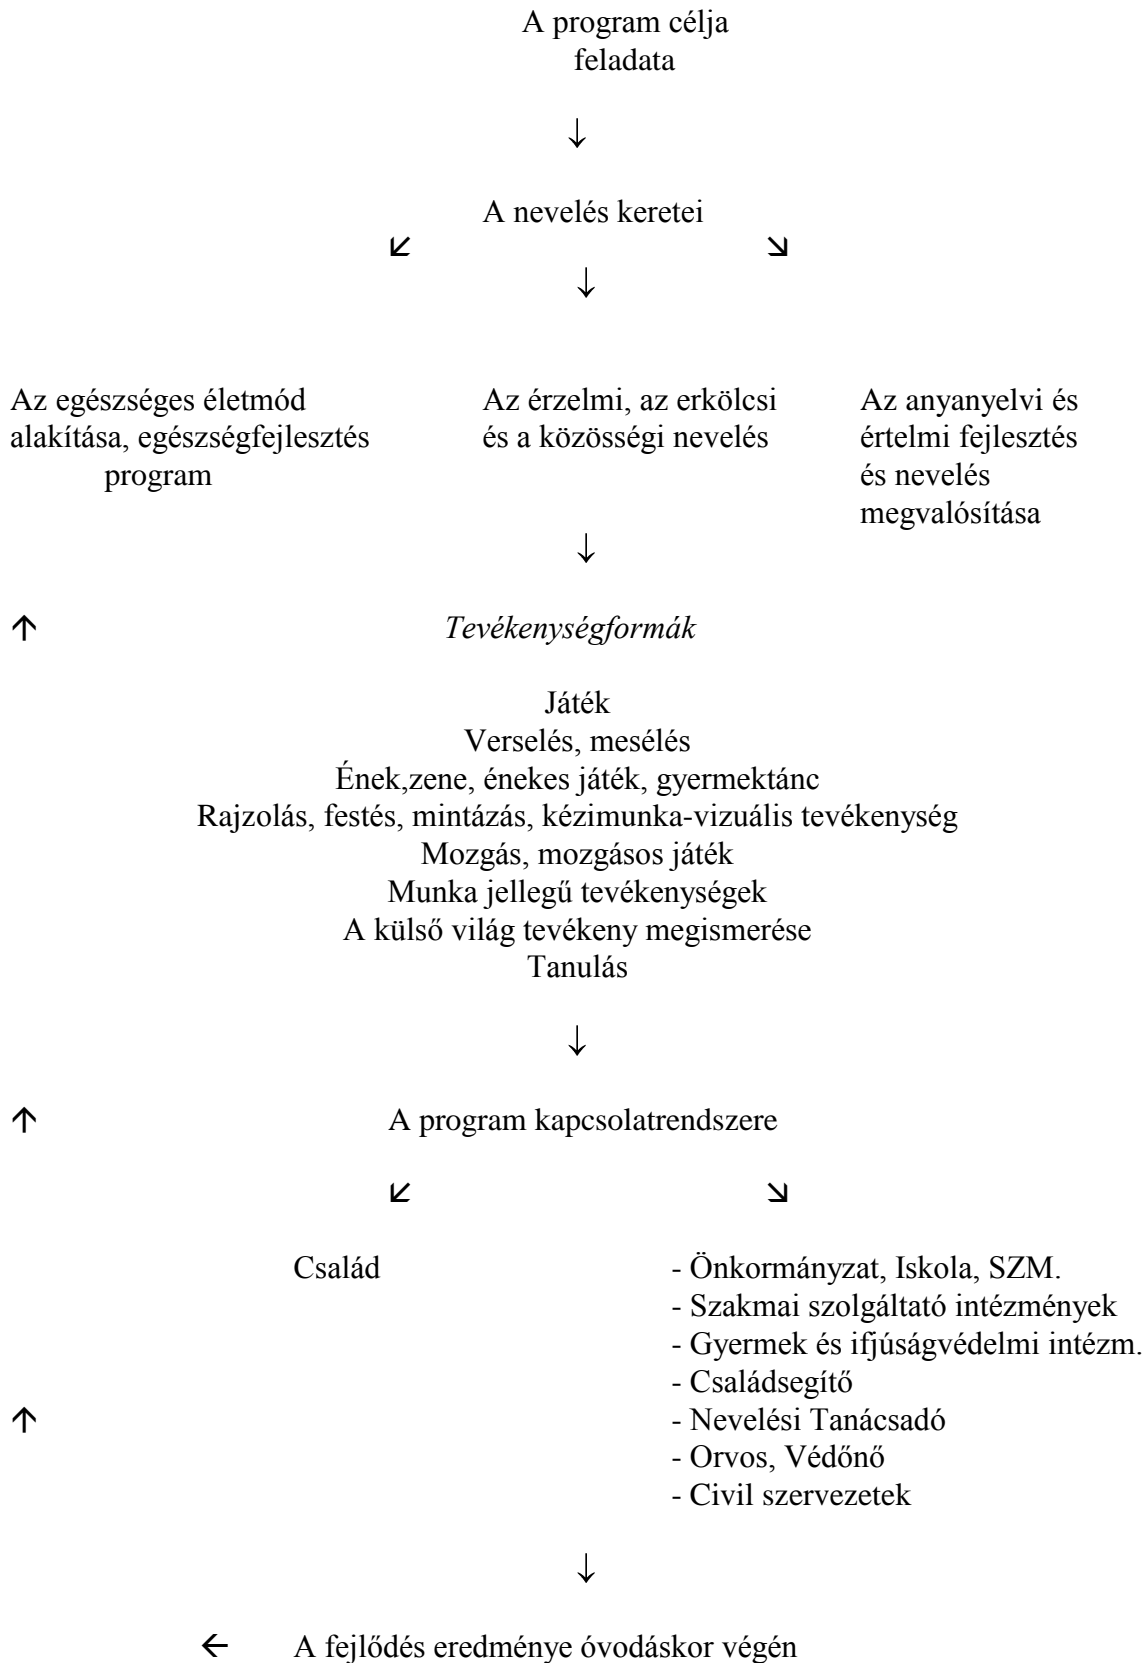 A program célja
feladata
↓
A nevelés keretei
↙ ↘
↓
Az egészséges életmód
alakítása, egészségfejlesztés
program
Az érzelmi, az erkölcsi
és a közösségi nevelés
Az anyanyelvi és
értelmi fejlesztés
és nevelés
megvalósítása
↓
↑ Tevékenységformák
Játék
Verselés, mesélés
Ének,zene, énekes játék, gyermektánc
Rajzolás, festés, mintázás, kézimunka-vizuális tevékenység
Mozgás, mozgásos játék
Munka jellegű tevékenységek
A külső világ tevékeny megismerése
Tanulás
↓
↑ A program kapcsolatrendszere
↙ ↘
Család
- Önkormányzat, Iskola, SZM.
- Szakmai szolgáltató intézmények
- Gyermek és ifjúságvédelmi intézm.
- Családsegítő
↑ - Nevelési Tanácsadó
- Orvos, Védőnő
- Civil szervezetek
↓
← A fejlődés eredménye óvodáskor végén